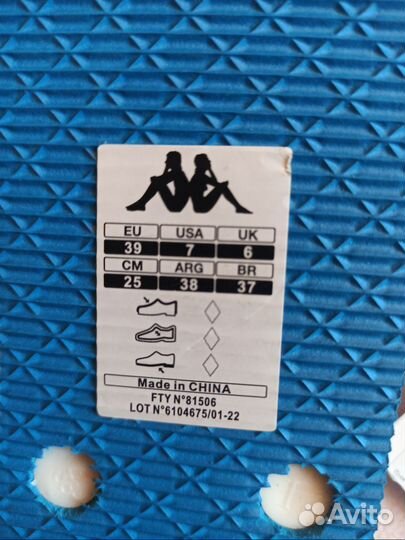 EU USA UK
39 7 6
CM ARG BR
25 38 37
Made in CHINA
FTY N°81506
LOT N°6104675/01-22
Avito